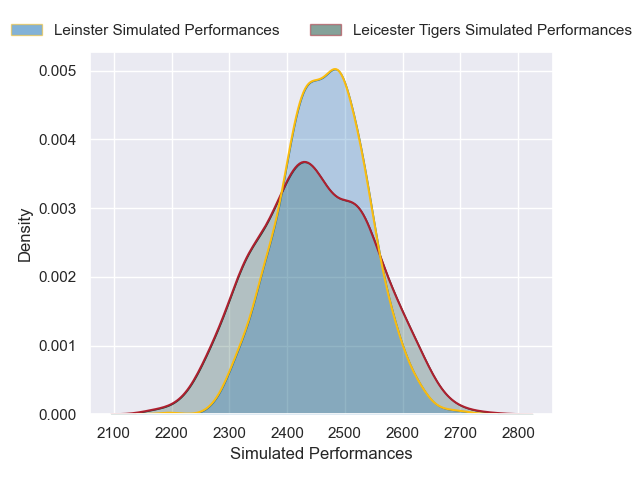 Leinster Simulated Performances Leicester Tigers Simulated Performances
0.005
0.004
0.003
0.002
0.001
0.000
Density
2100 2200 2300 2400 2500 2600 2700 2800
Simulated Performances